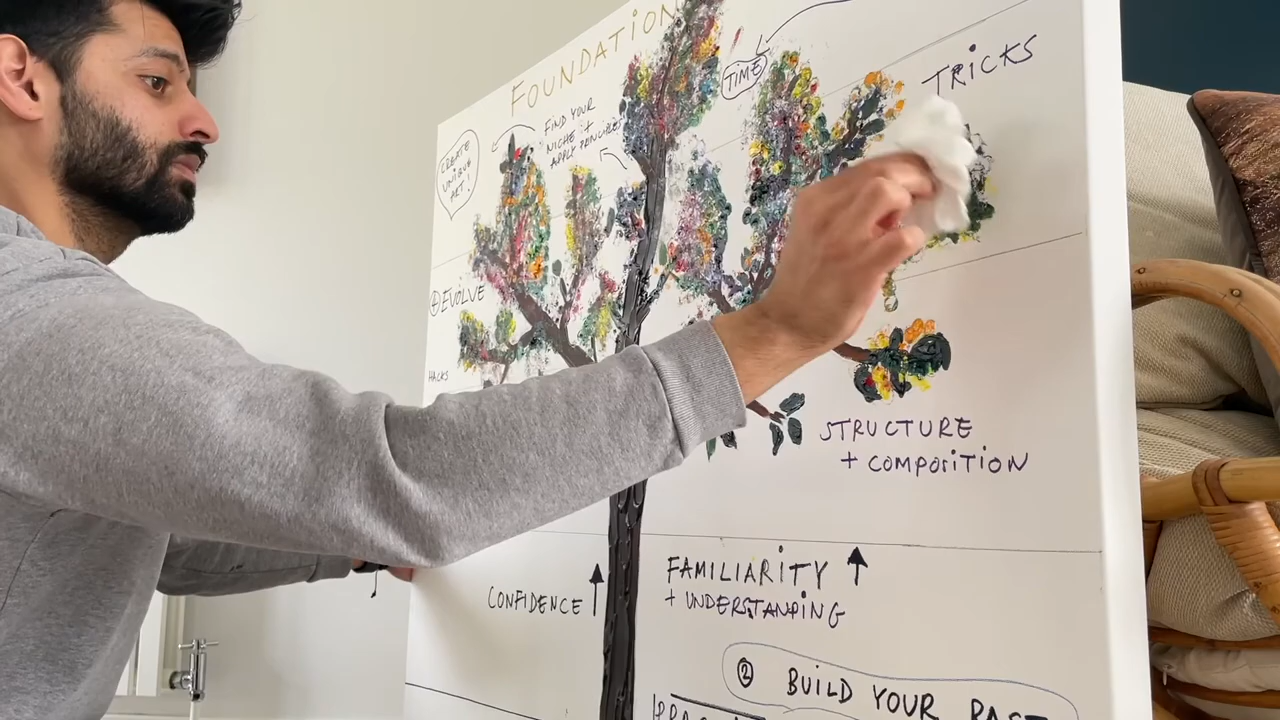 FOUNDATION
TIME
TRICKS
FIND YOUR
NICHE +
APPLY PRINCIPLES
CREATE
UNIQUE
ART!
EVOLVE
HACKS
STRUCTURE
+ COMPOSITION
CONFIDENCE
FAMILIARITY
+ UNDERSTANDING
② BUILD YOUR